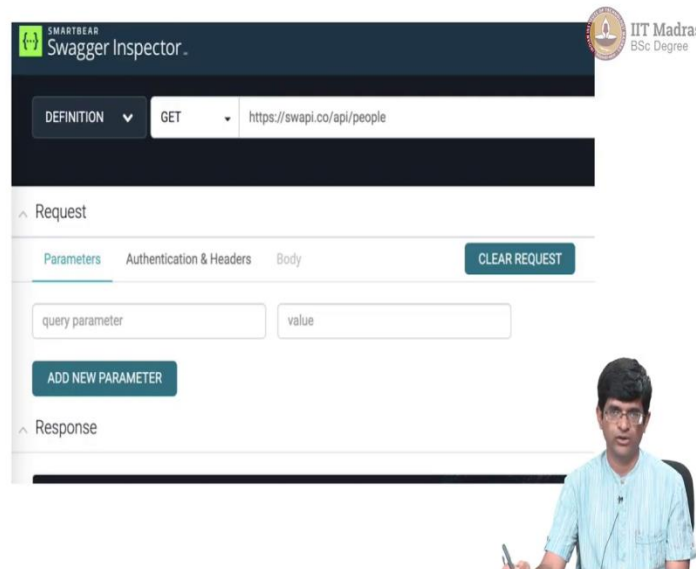 SMARTBEAR
Swagger Inspector
IIT Madras
BSc Degree
DEFINITION
GET
https://swapi.co/api/people
Request
Parameters
Authentication & Headers
Body
CLEAR REQUEST
query parameter
value
ADD NEW PARAMETER
Response